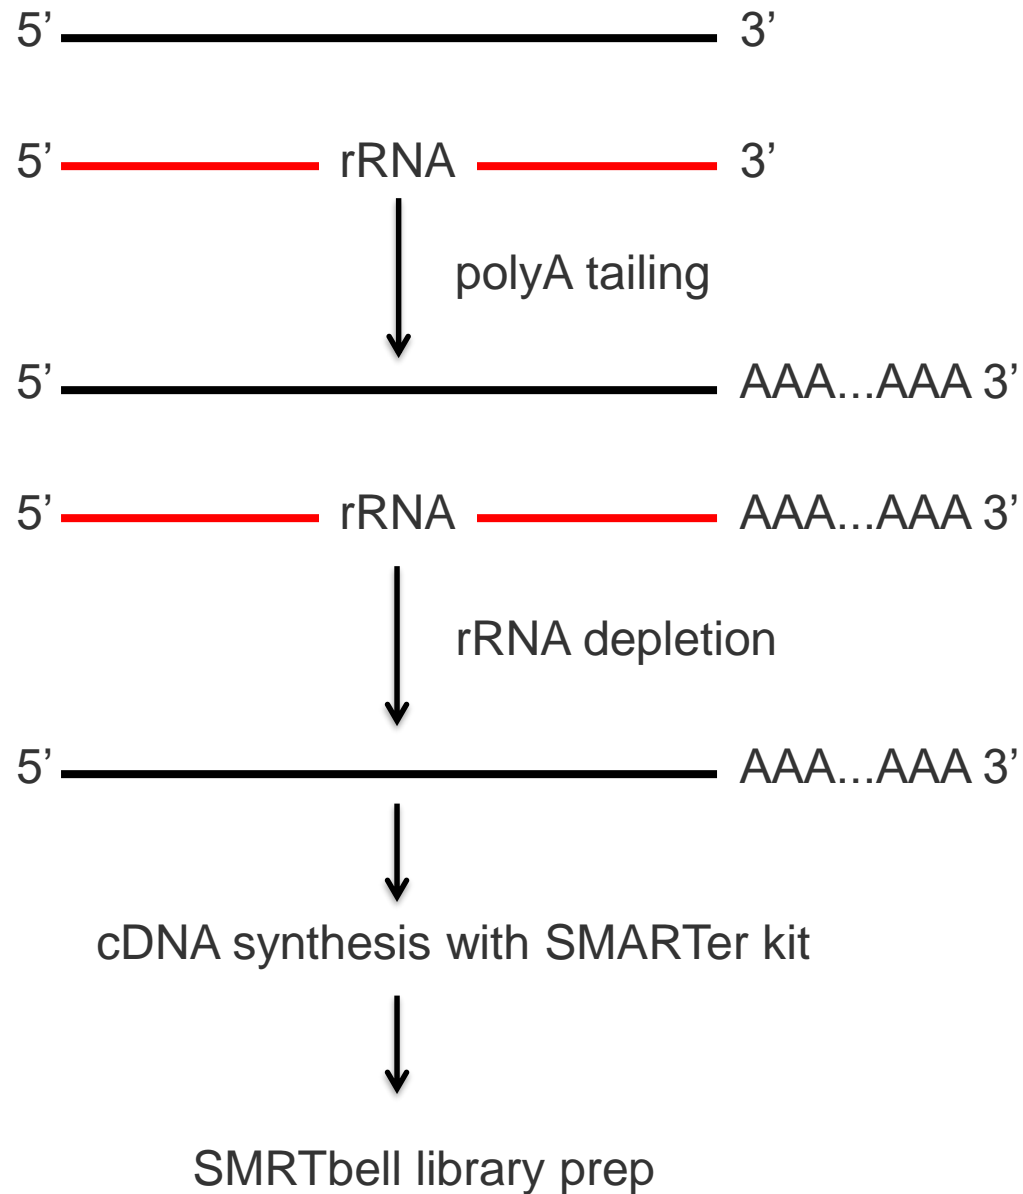 5’ 3’
5’ rRNA 3’
polyA tailing
5’ AAA...AAA 3’
5’ rRNA AAA...AAA 3’
rRNA depletion
5’ AAA...AAA 3’
cDNA synthesis with SMARTer kit
SMRTbell library prep